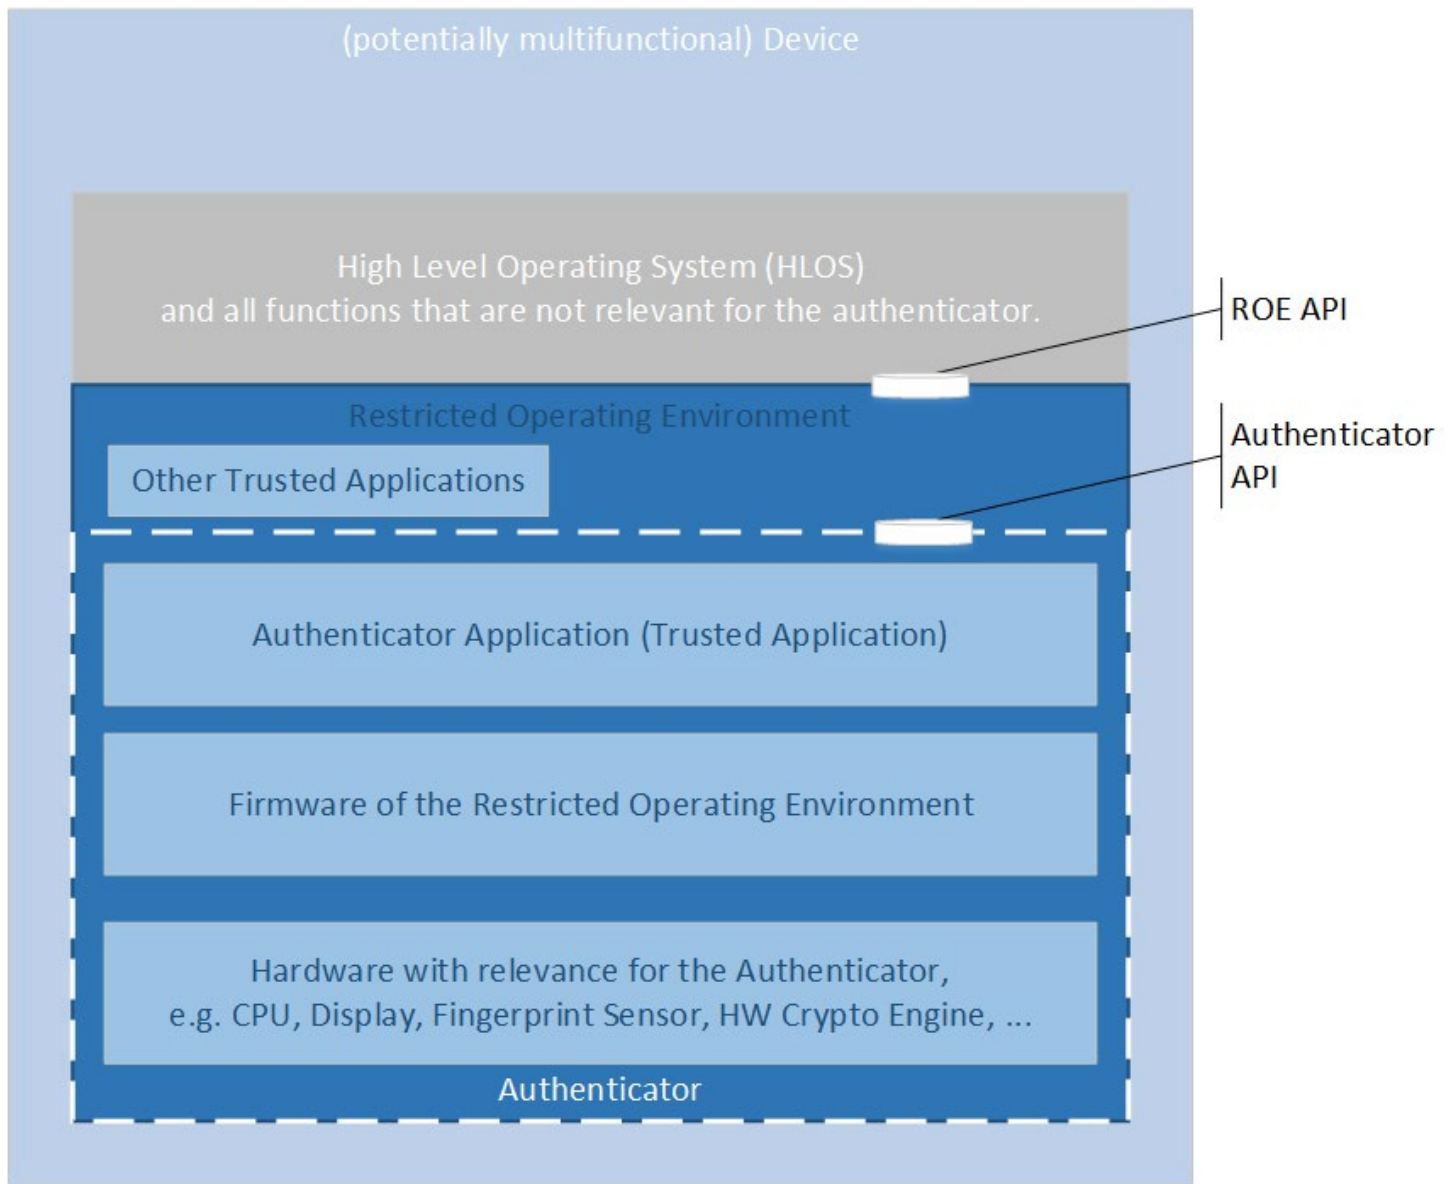 (potentially multifunctional) Device
High Level Operating System (HLOS)
and all functions that are not relevant for the authenticator.
ROE API
Restricted Operating Environment
Authenticator
API
Other Trusted Applications
Authenticator Application (Trusted Application)
Firmware of the Restricted Operating Environment
Hardware with relevance for the Authenticator,
e.g. CPU, Display, Fingerprint Sensor, HW Crypto Engine, ...
Authenticator